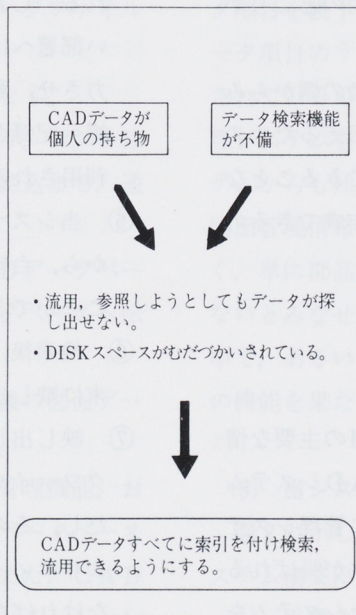 CADデータが
個人の持ち物
データ検索機能
が不備
・流用，参照しようとしてもデータが探
し出せない。
・DISKスペースがむだづかいされている。
CADデータすべてに索引を付け検索，
流用できるようにする。